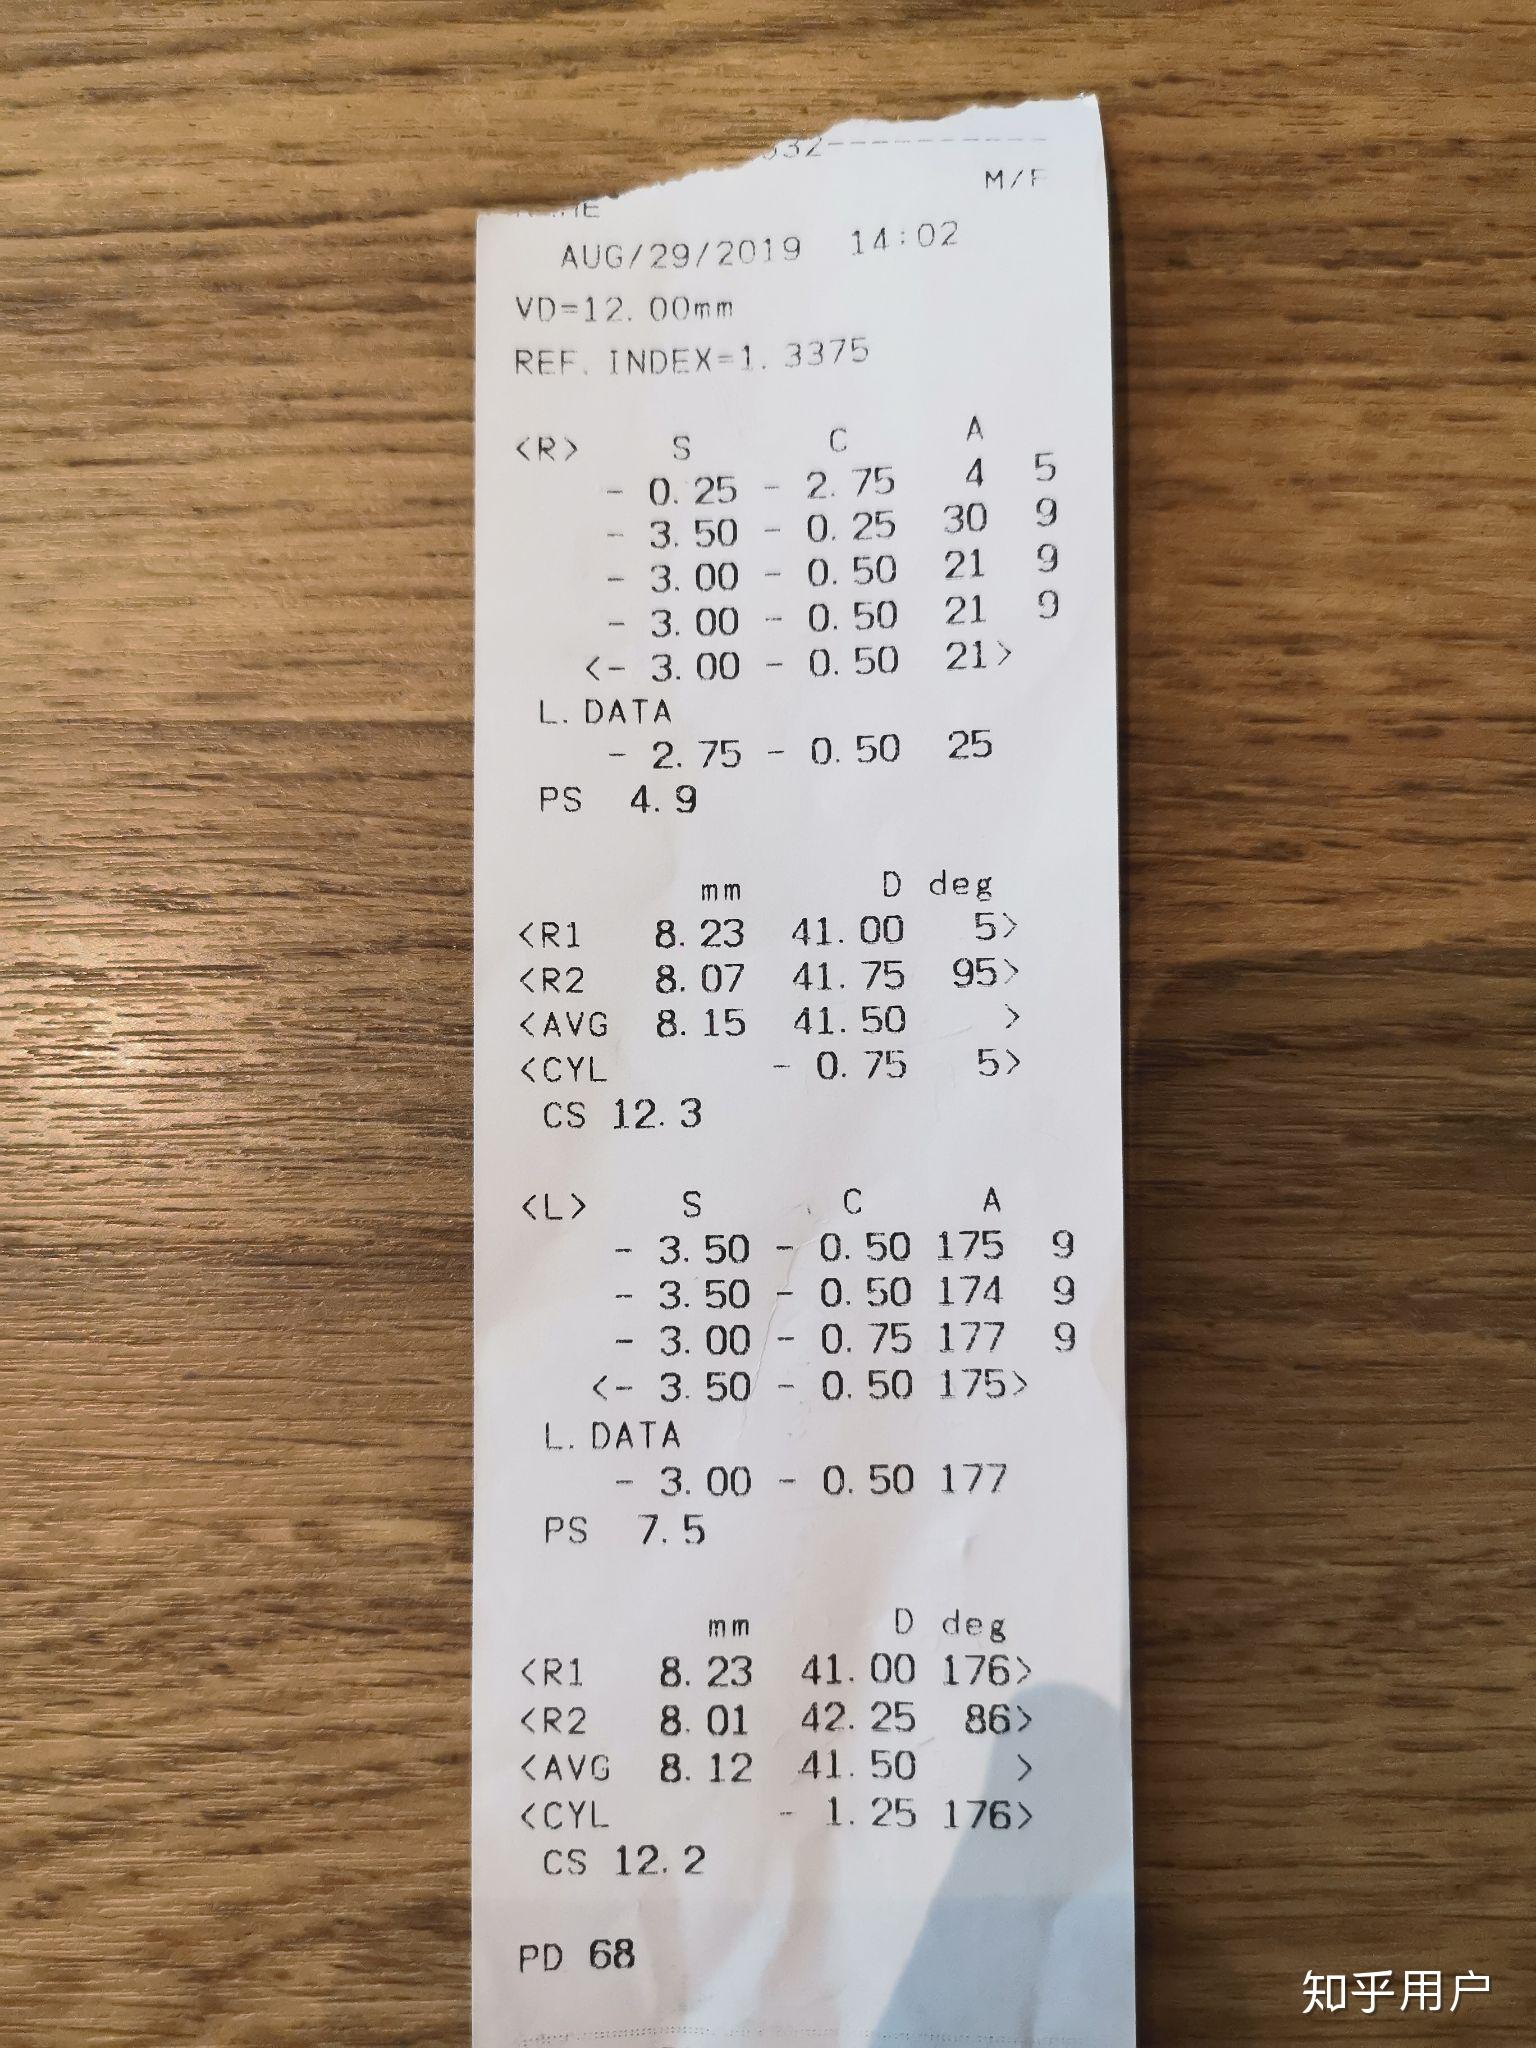 32----------
M/F
AUG/29/2019 14:02
VD=12.00mm
REF. INDEX=1.3375
<R> S C A
- 0.25 - 2.75 4 5
- 3.50 - 0.25 30 9
- 3.00 - 0.50 21 9
- 3.00 - 0.50 21 9
<- 3.00 - 0.50 21>
L. DATA
- 2.75 - 0.50 25
PS 4.9
mm D deg
<R1 8.23 41.00 5>
<R2 8.07 41.75 95>
<AVG 8.15 41.50 >
<CYL - 0.75 5>
CS 12.3
<L> S C A
- 3.50 - 0.50 175 9
- 3.50 - 0.50 174 9
- 3.00 - 0.75 177 9
<- 3.50 - 0.50 175>
L. DATA
- 3.00 - 0.50 177
PS 7.5
mm D deg
<R1 8.23 41.00 176>
<R2 8.01 42.25 86>
<AVG 8.12 41.50 >
<CYL - 1.25 176>
CS 12.2
PD 68
知乎用户